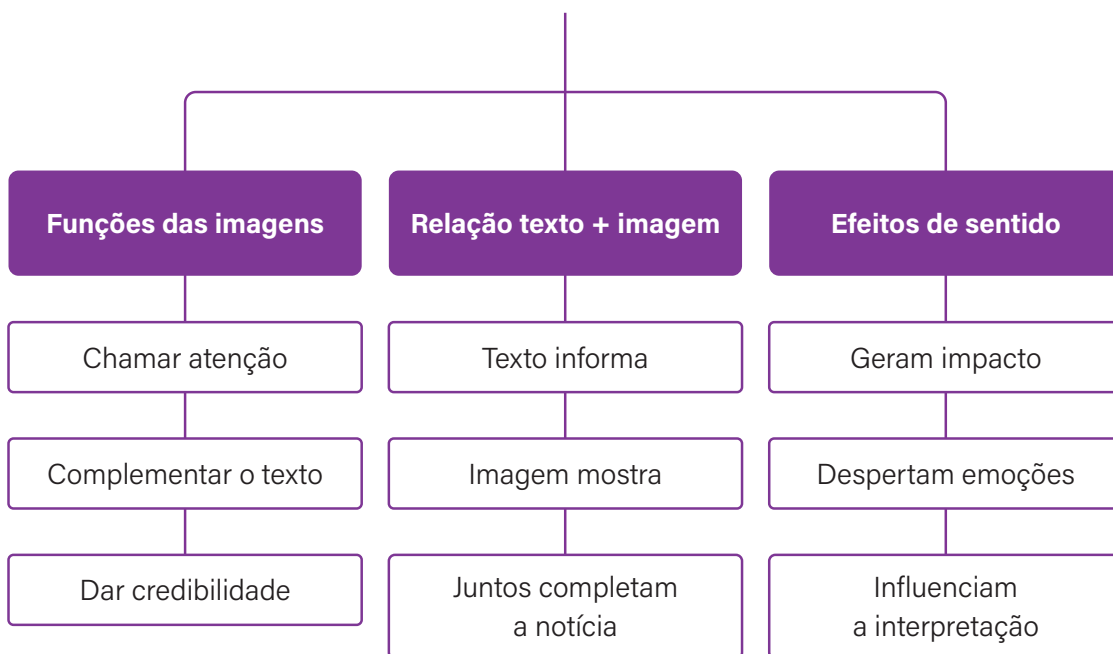 Funções das imagens
Chamar atenção
Complementar o texto
Dar credibilidade
Relação texto + imagem
Texto informa
Imagem mostra
Juntos completam
a notícia
Efeitos de sentido
Geram impacto
Despertam emoções
Influenciam
a interpretação